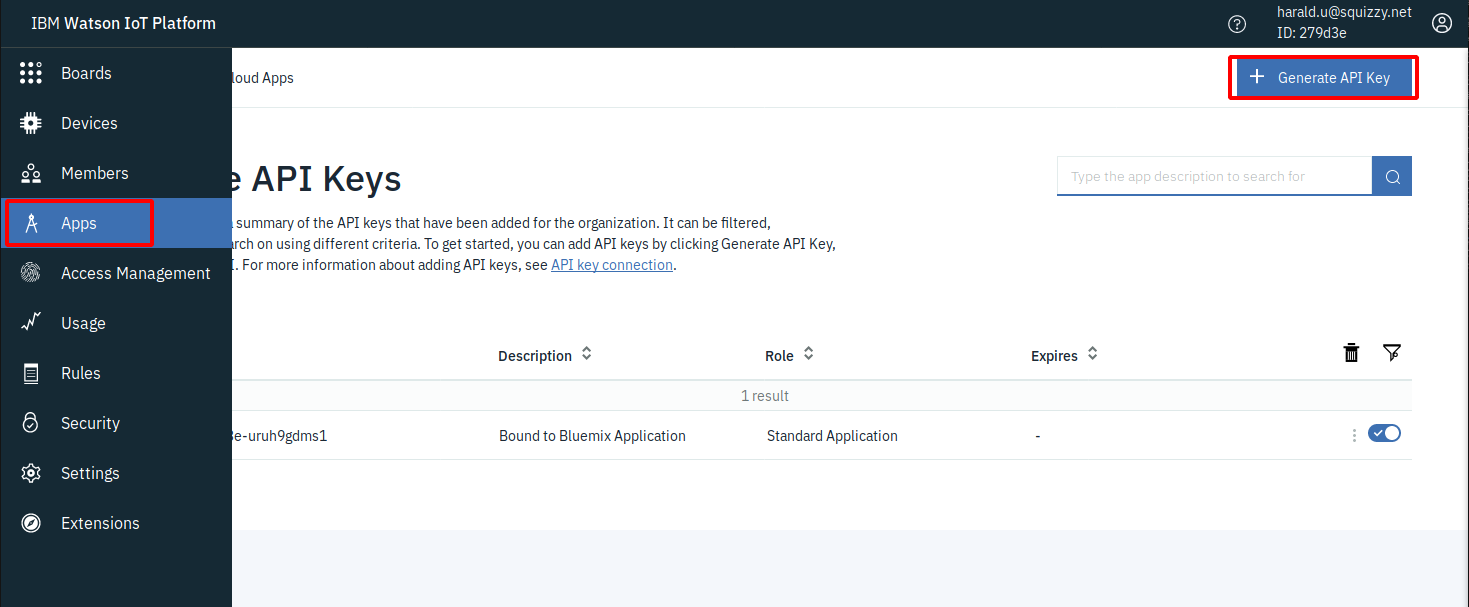 IBM Watson IoT Platform
harald.u@squizzy.net
ID: 279d3e
Boards
Devices
Members
Apps
Access Management
Usage
Rules
Security
Settings
Extensions
loud Apps
Generate API Key
e API Keys
Type the app description to search for
a summary of the API keys that have been added for the organization. It can be filtered,
arch on using different criteria. To get started, you can add API keys by clicking Generate API Key,
I. For more information about adding API keys, see API key connection.
Description
Role
Expires
1 result
3e-uruh9gdms1
Bound to Bluemix Application
Standard Application
-